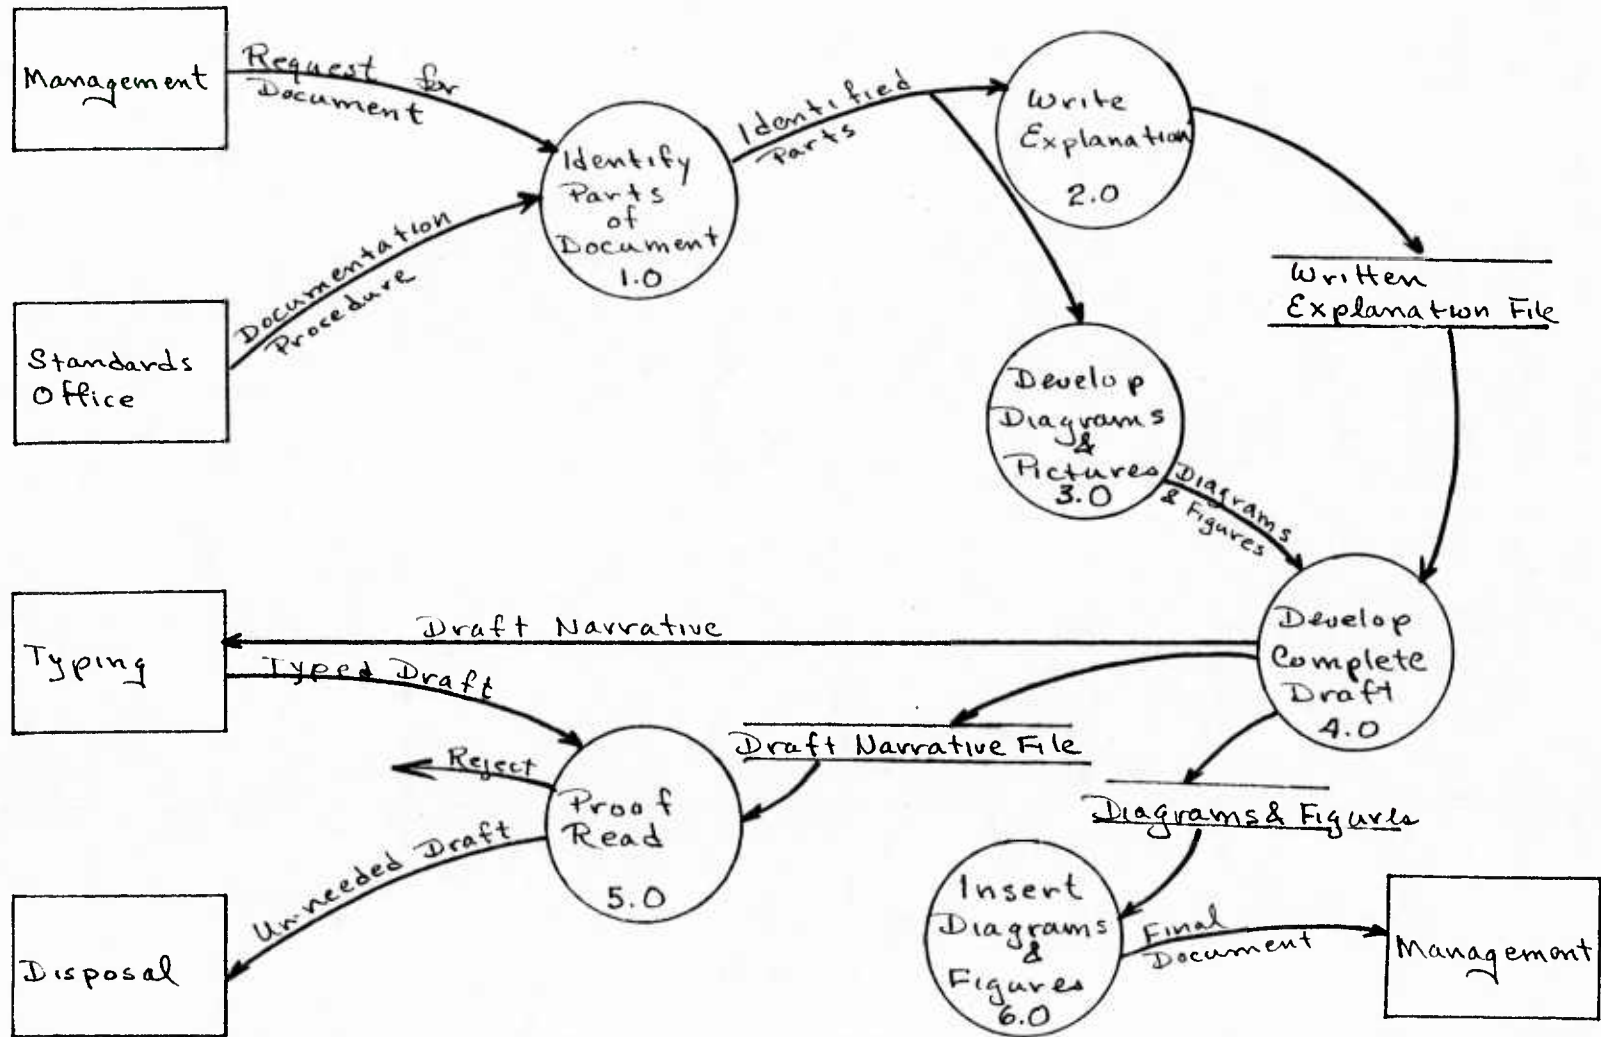 Management
Request for
Document
Identify
Parts
of
Document
1.0
Identified
Parts
Write
Explanation
2.0
Documentation
Procedure
Standards
Office
Written
Explanation File
Develop
Diagrams
&
Pictures
3.0
Diagrams
& Figures
Develop
Complete
Draft
4.0
Draft Narrative
Typing
Typed Draft
Draft Narrative File
Reject
Proof
Read
5.0
Unneeded Draft
Disposal
Diagrams & Figures
Insert
Diagrams
&
Figures
6.0
Final
Document
Management